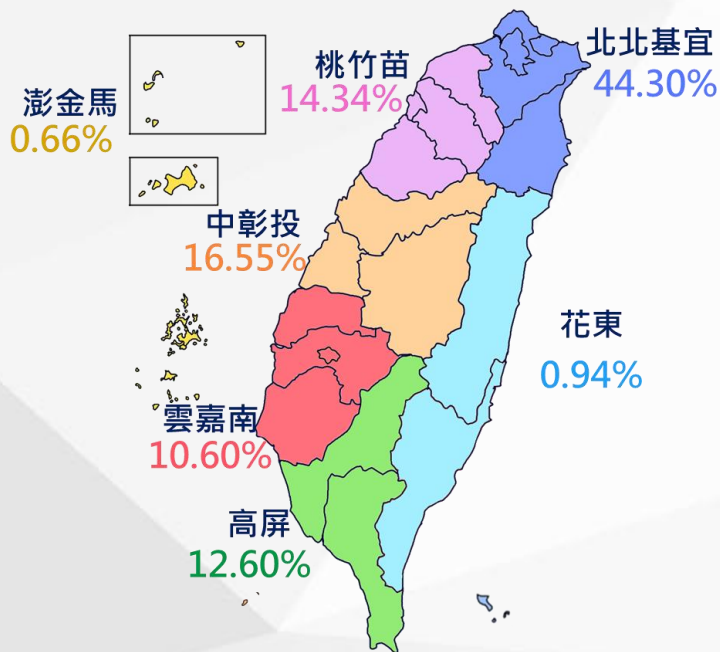 北北基宜
44.30%
桃竹苗
14.34%
澎金馬
0.66%
中彰投
16.55%
花東
0.94%
雲嘉南
10.60%
高屏
12.60%